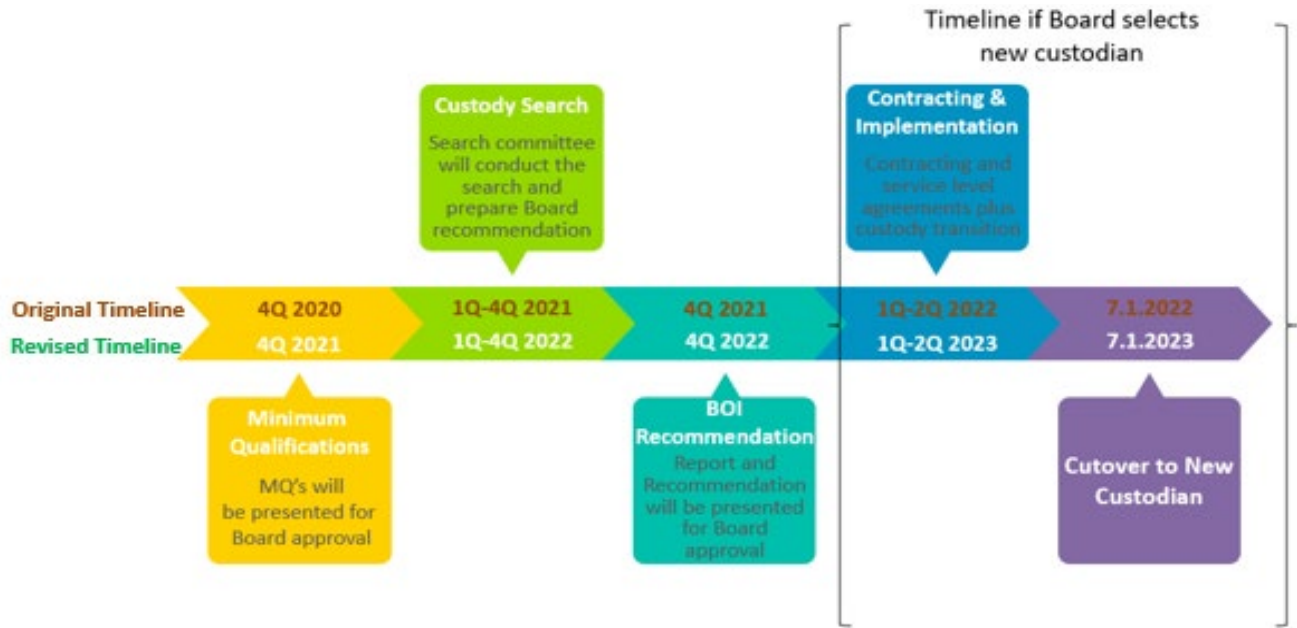 Timeline if Board selects
new custodian
Custody Search
Search committee
will conduct the
search and
prepare Board
recommendation
Contracting &
Implementation
Contracting and
service level
agreements plus
custody transition
Original Timeline
4Q 2020
1Q-4Q 2021
4Q 2021
1Q-2Q 2022
7.1.2022
Revised Timeline
4Q 2021
1Q-4Q 2022
4Q 2022
1Q-2Q 2023
7.1.2023
Minimum
Qualifications
MQ's will
be presented for
Board approval
BOI
Recommendation
Report and
Recommendation
will be presented
for Board
approval
Cutover to New
Custodian